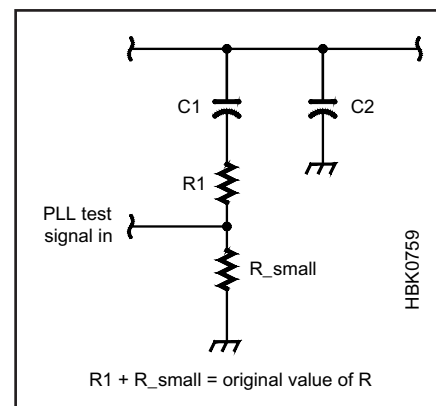 C1
C2
R1
PLL test
signal in
R_small
HBK0759
R1 + R_small = original value of R